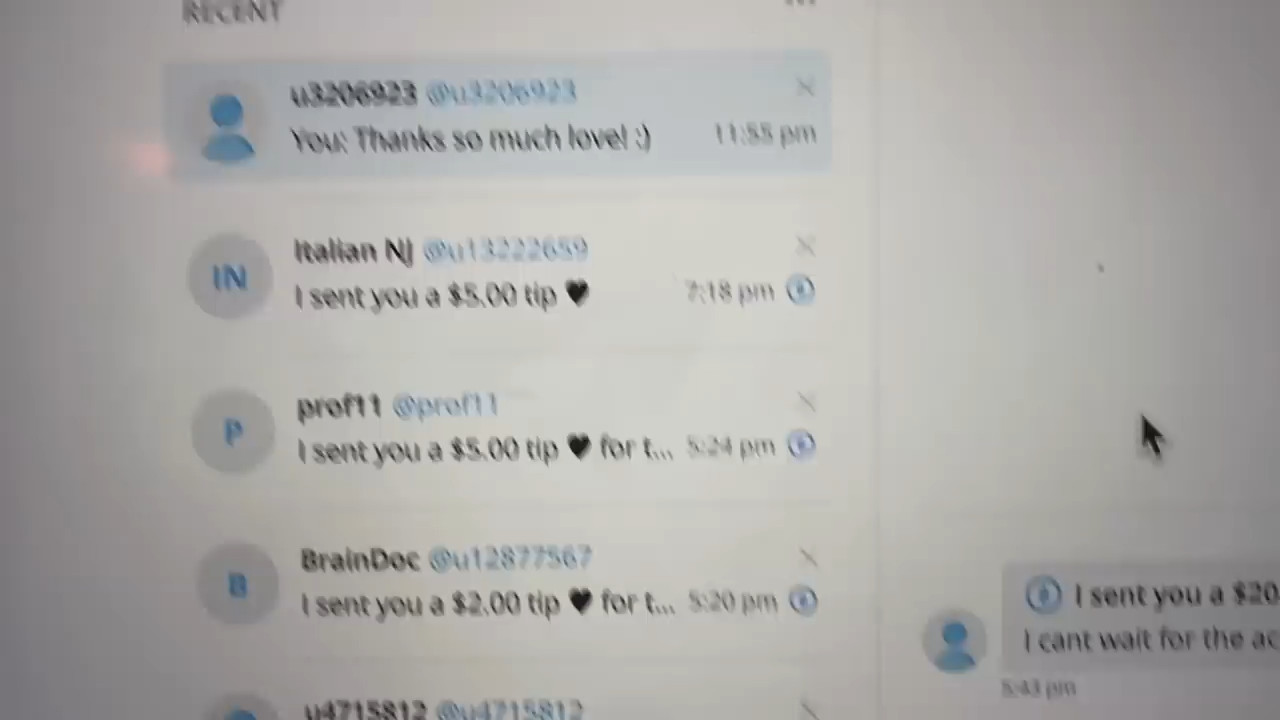 RECENT
u3206923 @u3206923
You: Thanks so much love! :)
11:55 pm
IN
Italian NJ @u13222659
I sent you a $5.00 tip ♥
7:18 pm
P
prof11 @prof11
I sent you a $5.00 tip ♥ for t...
5:24 pm
B
BrainDoc @u12877567
I sent you a $2.00 tip ♥ for t...
5:20 pm
u4715812 @u4715812
I sent you a $20
I cant wait for the ac
5:43 pm